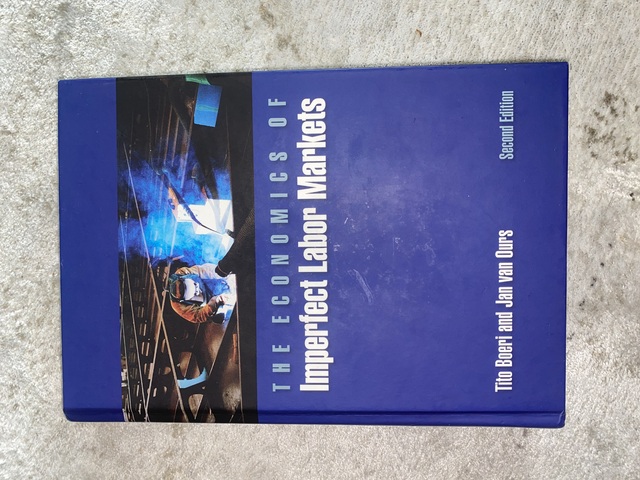 THE ECONOMICS OF
Imperfect Labor Markets
Second Edition
Tito Boeri and Jan van Ours